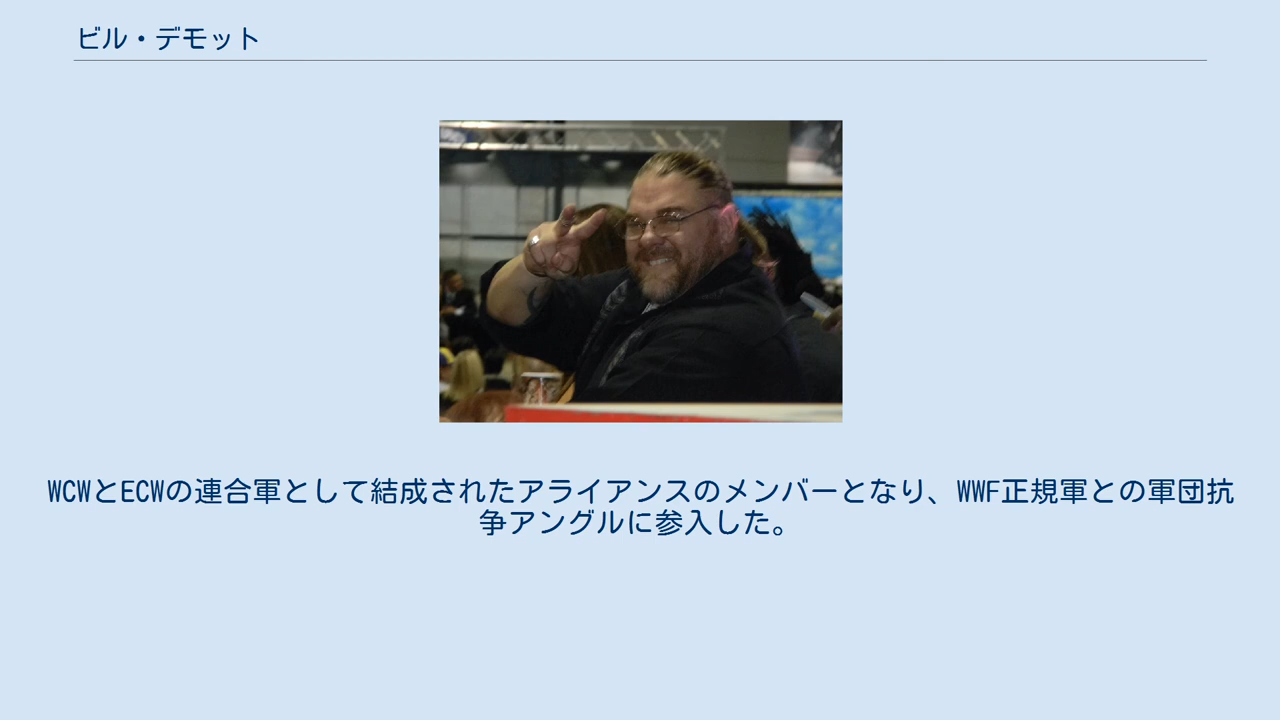 ビル・デモット
WCWとECWの連合軍として結成されたアライアンスのメンバーとなり、WWF正規軍との軍団抗
争アングルに参入した。